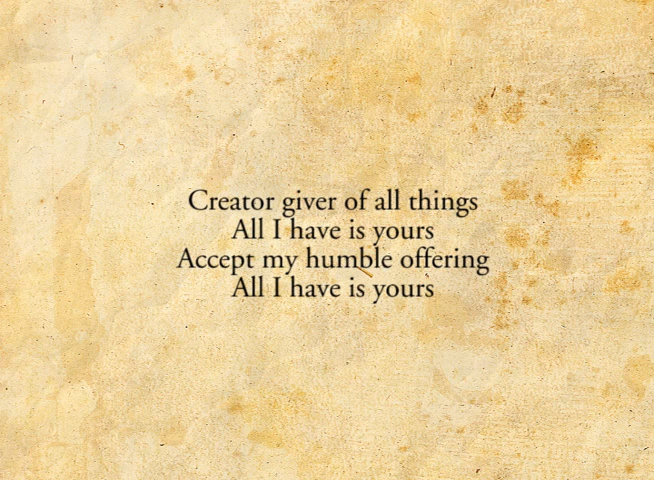 Creator giver of all things
All I have is yours
Accept my humble offering
All I have is yours